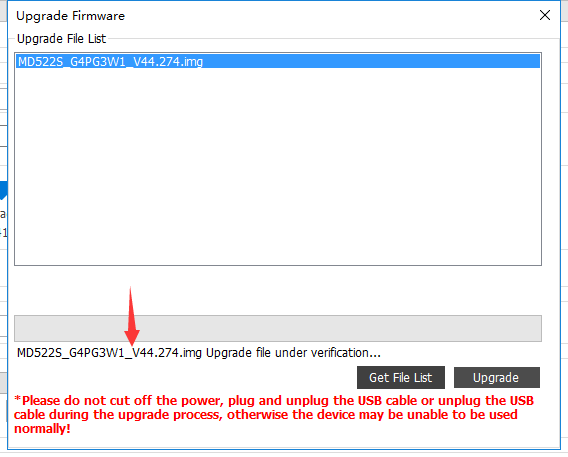 Upgrade Firmware
Upgrade File List
MD522S_G4PG3W1_V44.274.img
MD522S_G4PG3W1_V44.274.img Upgrade file under verification...
Get File List
Upgrade
*Please do not cut off the power, plug and unplug the USB cable or unplug the USB
cable during the upgrade process, otherwise the device may be unable to be used
normally!